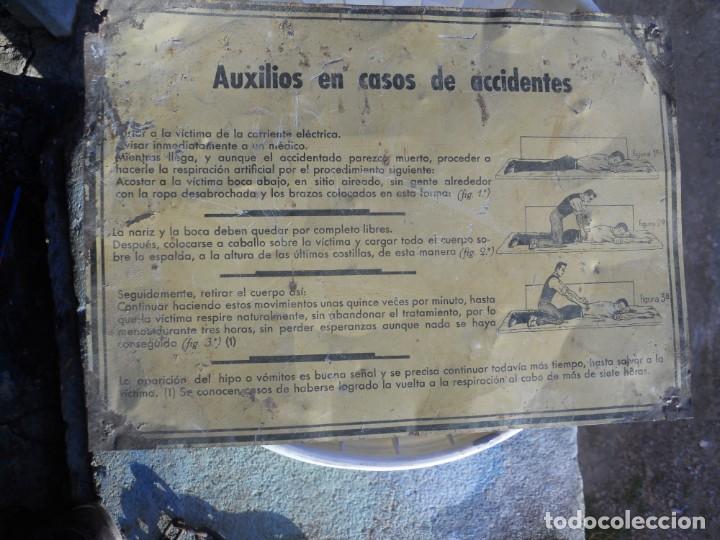 Auxilios en casos de accidentes
a la víctima de la corriente eléctrica.
Avisar inmediatamente a un médico.
Mientras llega, y aunque el accidentado parezca muerto, proceder a
hacerle la respiración artificial por el procedimiento siguiente:
Acostar a la víctima boca abajo, en sitio aireado, sin gente alrededor
con la ropa desabrochada y los brazos colocados en esta forma: (fig. 1.ª)
figura 1ª
La nariz y la boca deben quedar por completo libres.
Después, colocarse a caballo sobre la víctima y cargar todo el cuerpo so-
bre la espalda, a la altura de las últimas costillas, de esta manera (fig. 2.ª)
figura 2ª
Seguidamente, retirar el cuerpo así:
Continuar haciendo estos movimientos unas quince veces por minuto, hasta
que la víctima respire naturalmente, sin abandonar el tratamiento, por lo
menos durante tres horas, sin perder esperanzas aunque nada se haya
conseguido (fig. 3.ª) (1)
figura 3ª
La aparición del hipo o vómitos es buena señal y se precisa continuar todavía más tiempo, hasta salvar a la
víctima. (1) Se conocen casos de haberse logrado la vuelta a la respiración al cabo de más de siete horas.
todocoleccion.net